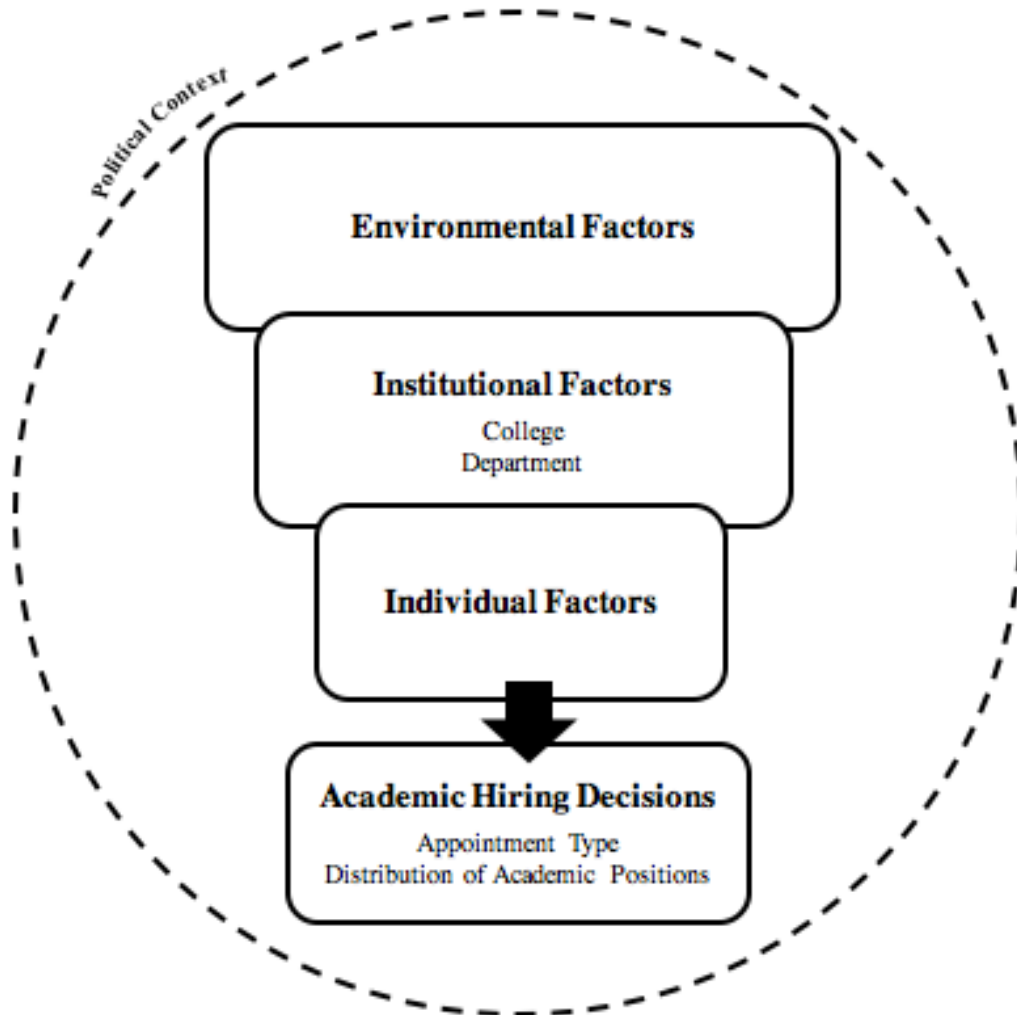 Political Context
Environmental Factors
Institutional Factors
College
Department
Individual Factors
Academic Hiring Decisions
Appointment Type
Distribution of Academic Positions